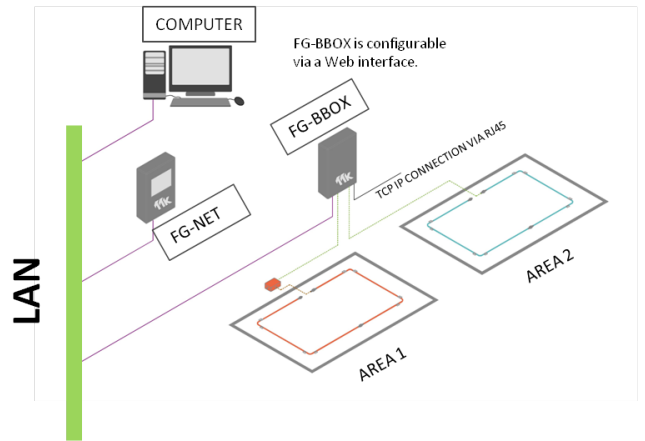 COMPUTER
FG-BBOX is configurable
via a Web interface.
FG-BBOX
TCP IP CONNECTION VIA RJ45
FG-NET
LAN
AREA 2
AREA 1